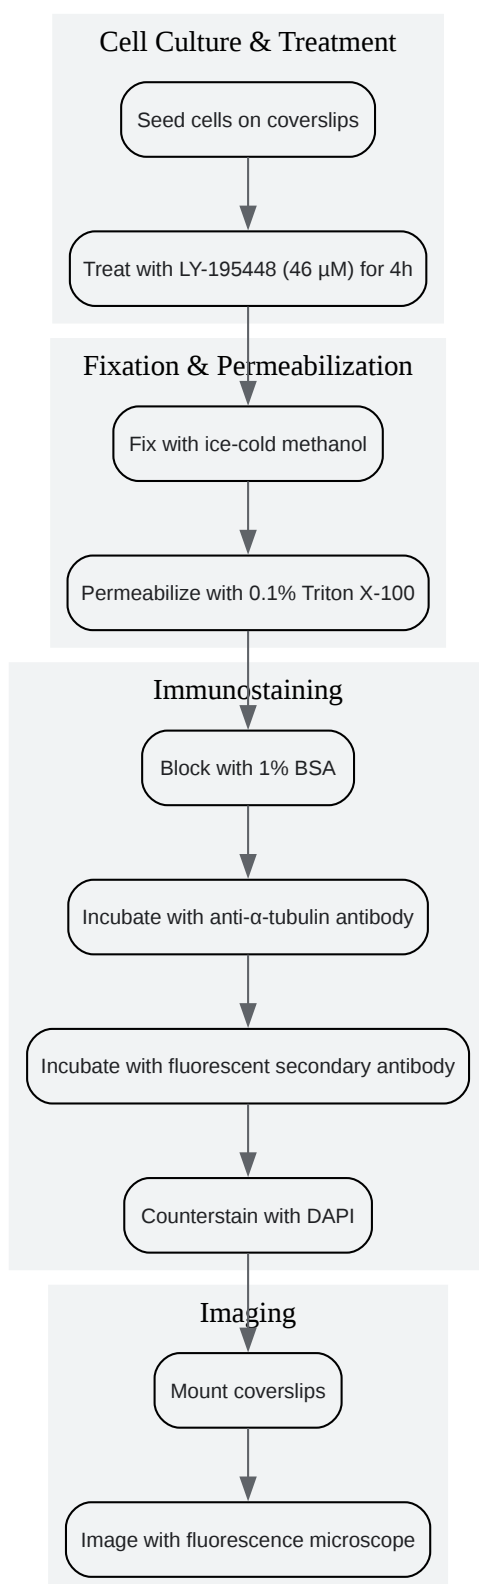 Cell Culture & Treatment
Seed cells on coverslips
Treat with LY-195448 (46 µM) for 4h
Fixation & Permeabilization
Fix with ice-cold methanol
Permeabilize with 0.1% Triton X-100
Immunostaining
Block with 1% BSA
Incubate with anti-α-tubulin antibody
Incubate with fluorescent secondary antibody
Counterstain with DAPI
Imaging
Mount coverslips
Image with fluorescence microscope